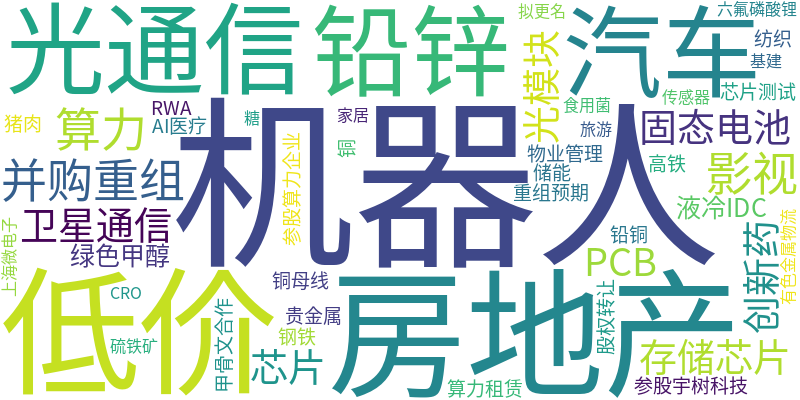 光通信
铅锌
光模块
拟更名
汽车
六氟磷酸锂
纺织
基建
芯片测试
传感器
食用菌
旅游
固态电池
猪肉
算力
RWA
AI医疗
糖
机器人
参股算力企业
家居
铜
物业管理
储能
重组预期
高铁
影视
并购重组
卫星通信
绿色甲醇
液冷IDC
铅铜
PCB
创新药
有色金属物流
上海微电子
低价
CRO
硫铁矿
甲骨文合作
铜母线
贵金属
钢铁
芯片
房地产
股权转让
存储芯片
算力租赁
参股宇树科技